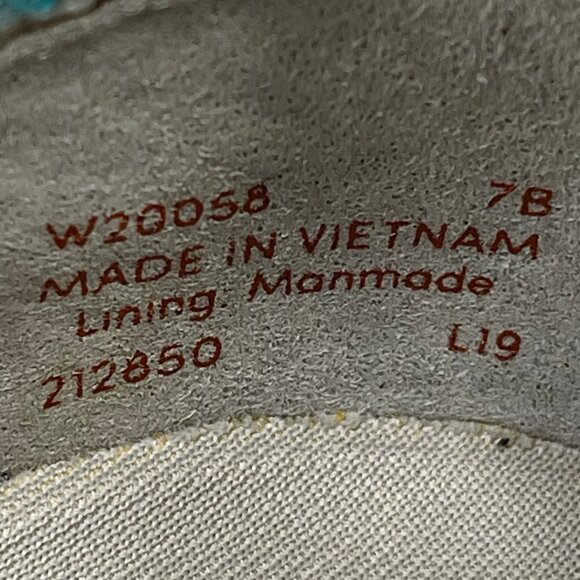 W20058 7B
MADE IN VIETNAM
Lining: Manmade
212850 L19